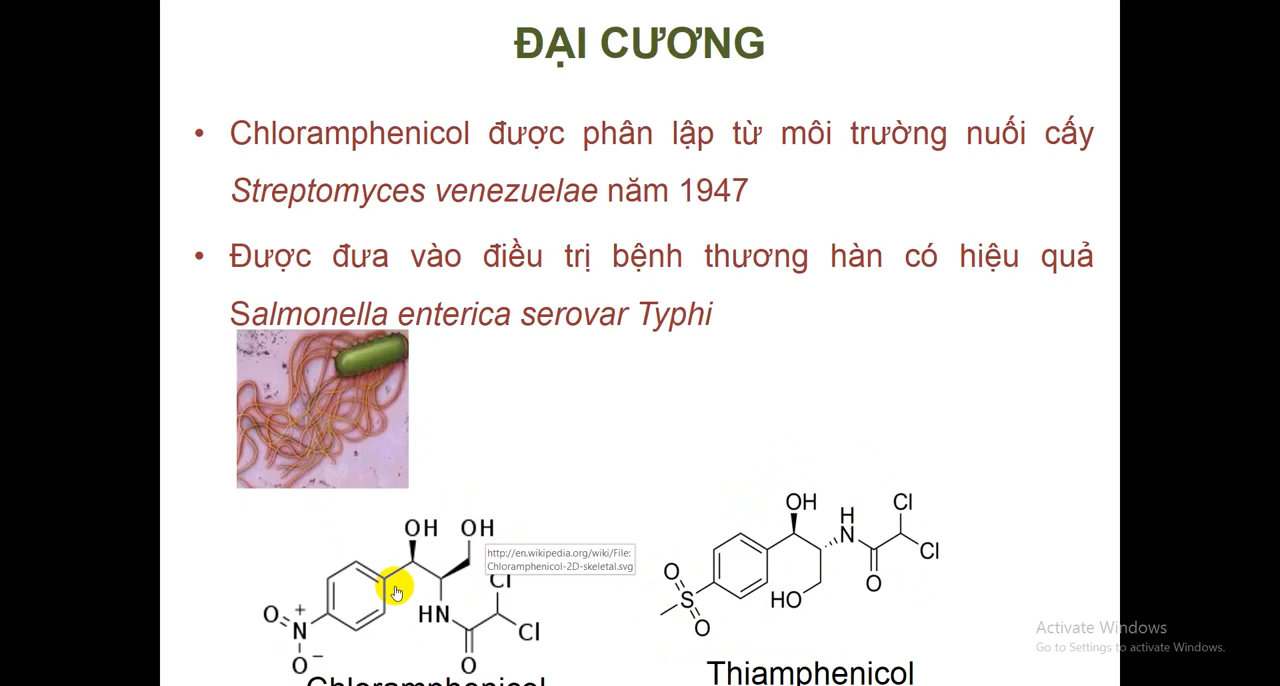 ĐẠI CƯƠNG
• Chloramphenicol được phân lập từ môi trường nuối cấy
Streptomyces venezuelae năm 1947
• Được đưa vào điều trị bệnh thương hàn có hiệu quả
Salmonella enterica serovar Typhi
OH OH
http://en.wikipedia.org/wiki/File:
Chloramphenicol-2D-skeletal.svg
Cl
HN
Cl
O
N
+
O
−
O
Chloramphenicol
OH
H
N
Cl
Cl
O
HO
O
S
O
Thiamphenicol
Activate Windows
Go to Settings to activate Windows.